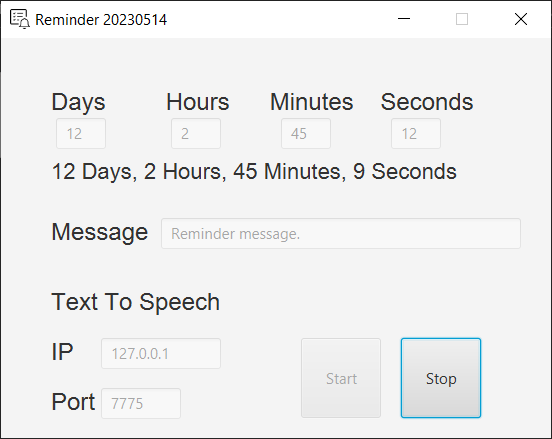 Reminder 20230514
Days Hours Minutes Seconds
12 2 45 12
12 Days, 2 Hours, 45 Minutes, 9 Seconds
Message Reminder message.
Text To Speech
IP 127.0.0.1
Start Stop
Port 7775